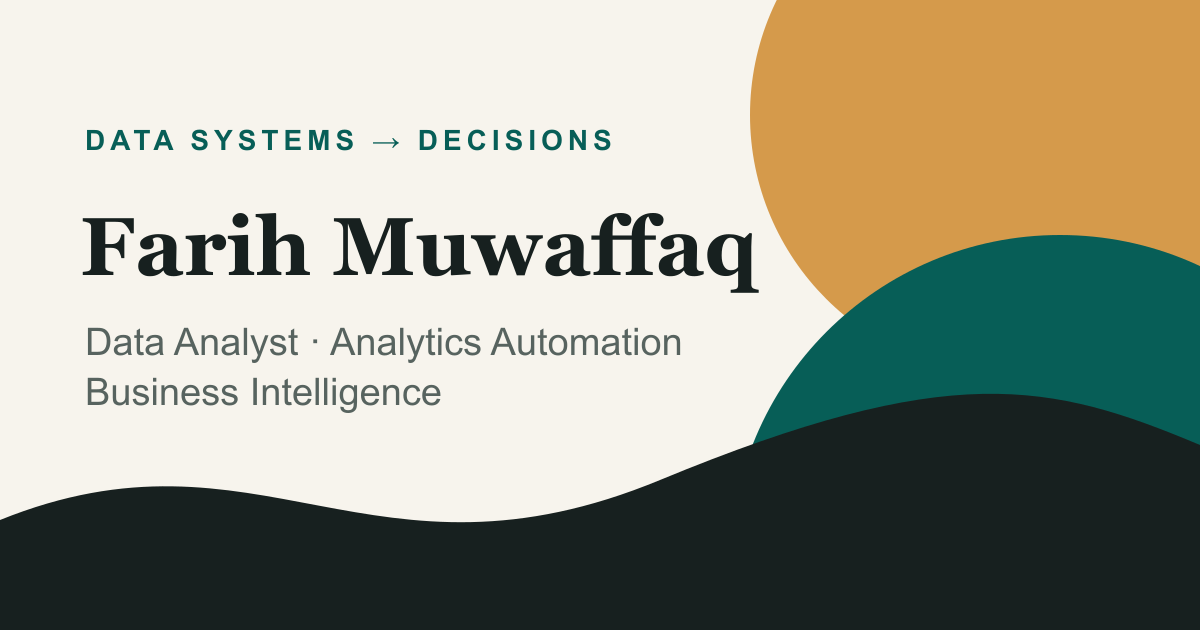 DATA SYSTEMS → DECISIONS
Farih Muwaffaq
Data Analyst · Analytics Automation
Business Intelligence